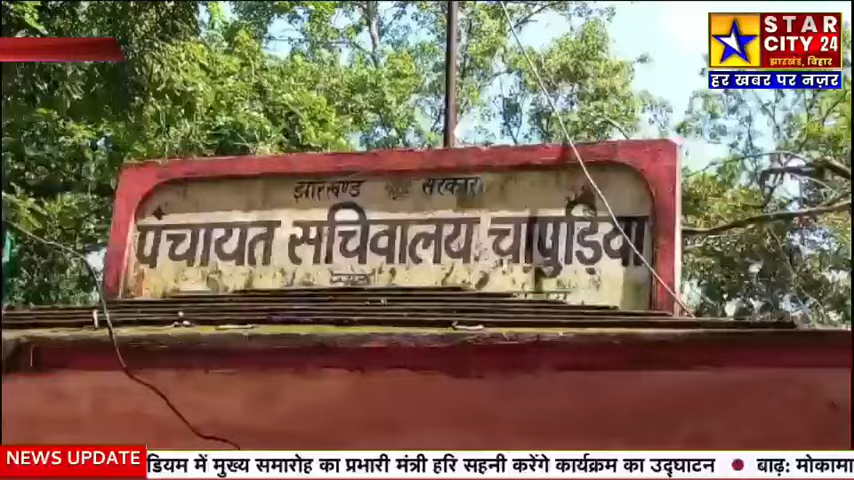 STAR
CITY 24
झारखंड, बिहार
हर खबर पर नज़र
झारखण्ड सरकार
पंचायत सचिवालय चापुडिया
NEWS UPDATE
डियम में मुख्य समारोह का प्रभारी मंत्री हरि सहनी करेंगे कार्यक्रम का उद्घाटन ● बाढ़: मोकामा